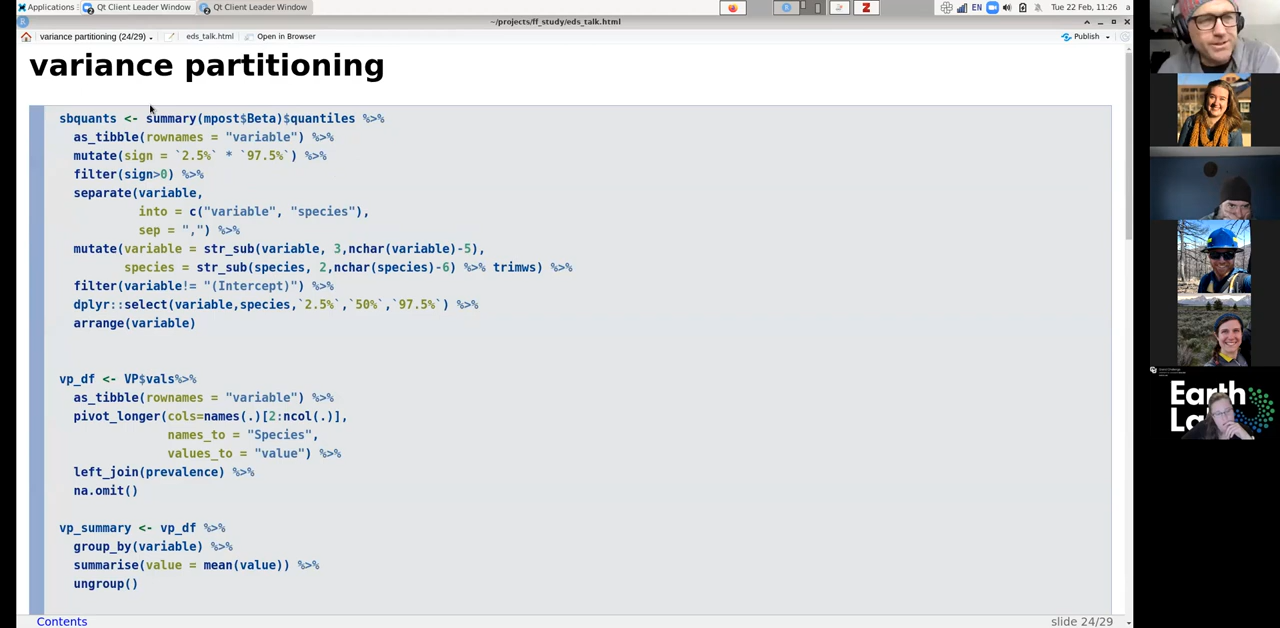 Applications
Qt Client Leader Window
Qt Client Leader Window
EN
Tue 22 Feb, 11:26
~/projects/ff_study/eds_talk.html
variance partitioning (24/29)
eds_talk.html
Open in Browser
Publish
variance partitioning
sbquants <- summary(mpost$Beta)$quantiles %>%
as_tibble(rownames = "variable") %>%
mutate(sign = `2.5%` * `97.5%`) %>%
filter(sign>0) %>%
separate(variable,
into = c("variable", "species"),
sep = ",") %>%
mutate(variable = str_sub(variable, 3,nchar(variable)-5),
species = str_sub(species, 2,nchar(species)-6) %>% trimws) %>%
filter(variable!= "(Intercept)") %>%
dplyr::select(variable,species,`2.5%`,`50%`,`97.5%`) %>%
arrange(variable)
vp_df <- VP$vals%>%
as_tibble(rownames = "variable") %>%
pivot_longer(cols=names(.)[2:ncol(.)],
names_to = "Species",
values_to = "value") %>%
left_join(prevalence) %>%
na.omit()
vp_summary <- vp_df %>%
group_by(variable) %>%
summarise(value = mean(value)) %>%
ungroup()
Contents
slide 24/29
Earth